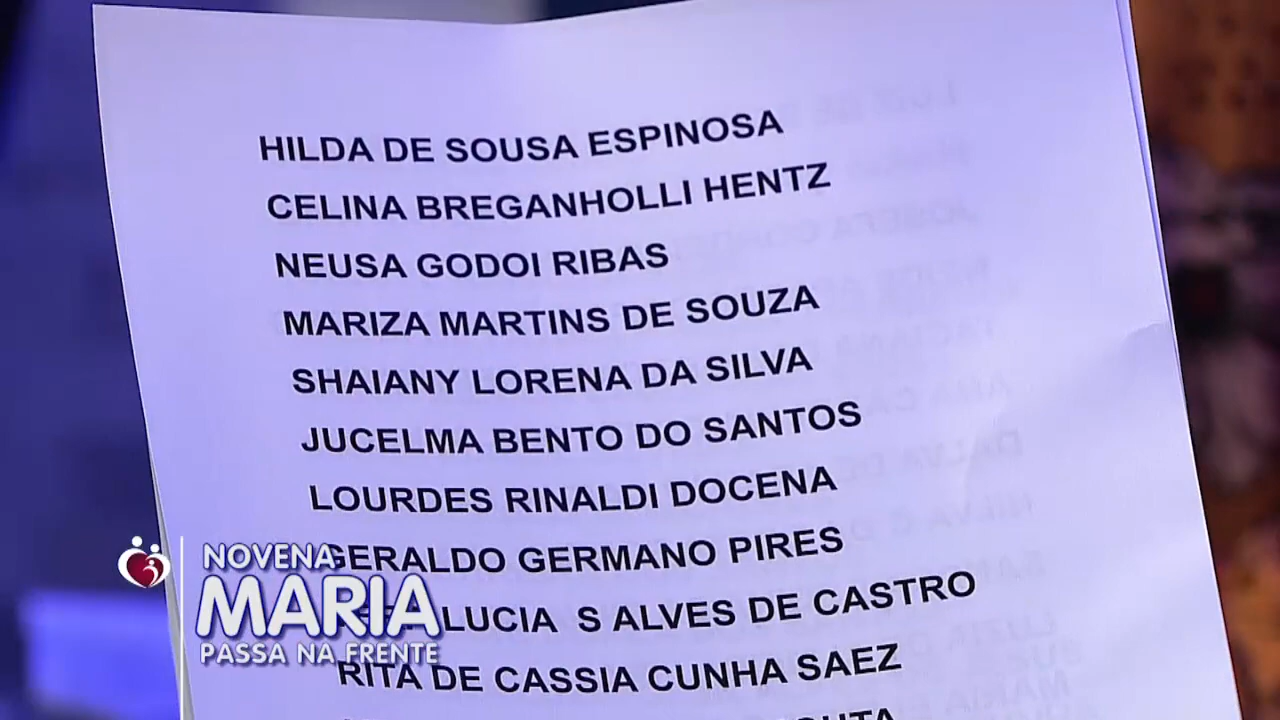 HILDA DE SOUSA ESPINOSA
CELINA BREGANHOLLI HENTZ
NEUSA GODOI RIBAS
MARIZA MARTINS DE SOUZA
SHAIANY LORENA DA SILVA
JUCELMA BENTO DO SANTOS
LOURDES RINALDI DOCENA
GERALDO GERMANO PIRES
LUCIA S ALVES DE CASTRO
RITA DE CASSIA CUNHA SAEZ
NOVENA
MARIA
PASSA NA FRENTE